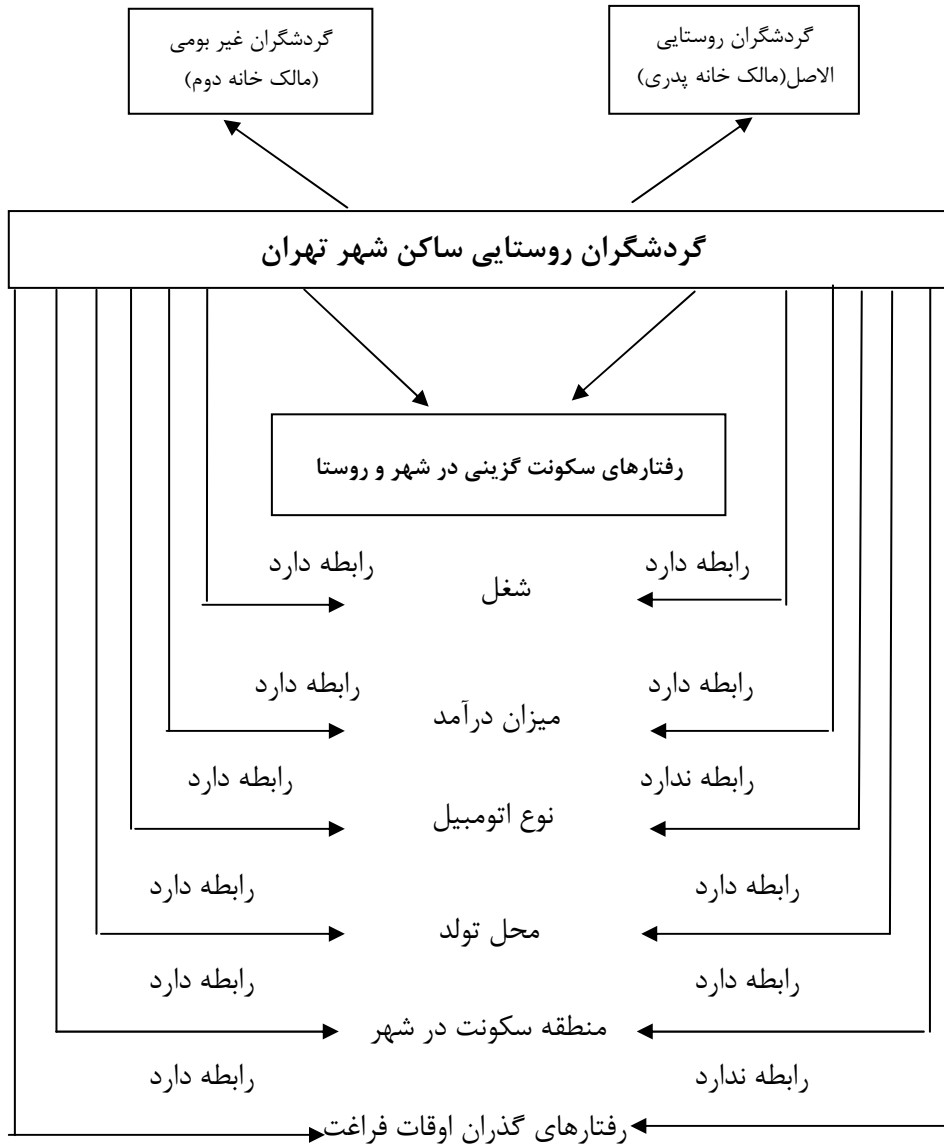 گردشگران روستایی
الاصل(مالک خانه پدری)
گردشگران غیر بومی
(مالک خانه دوم)
گردشگران روستایی ساکن شهر تهران
رفتارهای سکونت گزینی در شهر و روستا
رابطه دارد
رابطه دارد
شغل
رابطه دارد
رابطه دارد
میزان درآمد
رابطه ندارد
رابطه دارد
نوع اتومبیل
رابطه دارد
رابطه دارد
محل تولد
رابطه دارد
رابطه دارد
منطقه سکونت در شهر
رابطه ندارد
رابطه دارد
رفتارهای گذران اوقات فراغت